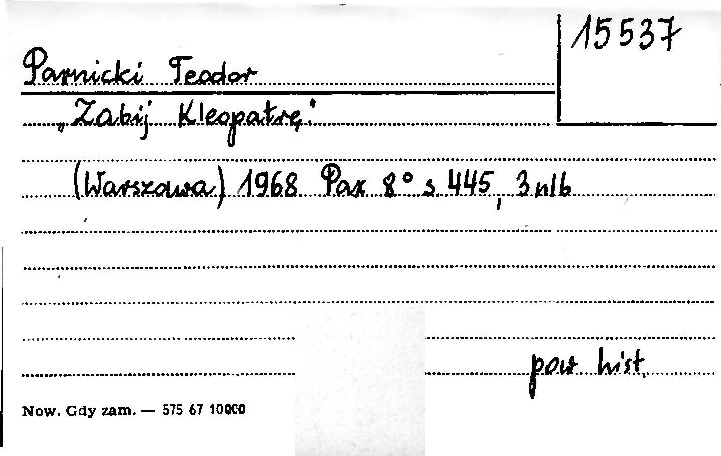 15537
Parnicki Teodor
„Zabij Kleopatrę"
(Warszawa) 1968 Pax 8° s 445, 3 nlb
pow hist.
Now. Gdy zam. — 575 67 10000